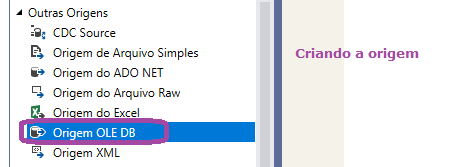 Outras Origens
CDC Source
Origem de Arquivo Simples
Origem do ADO NET
Origem do Arquivo Raw
Origem do Excel
Origem OLE DB
Origem XML
Criando a origem